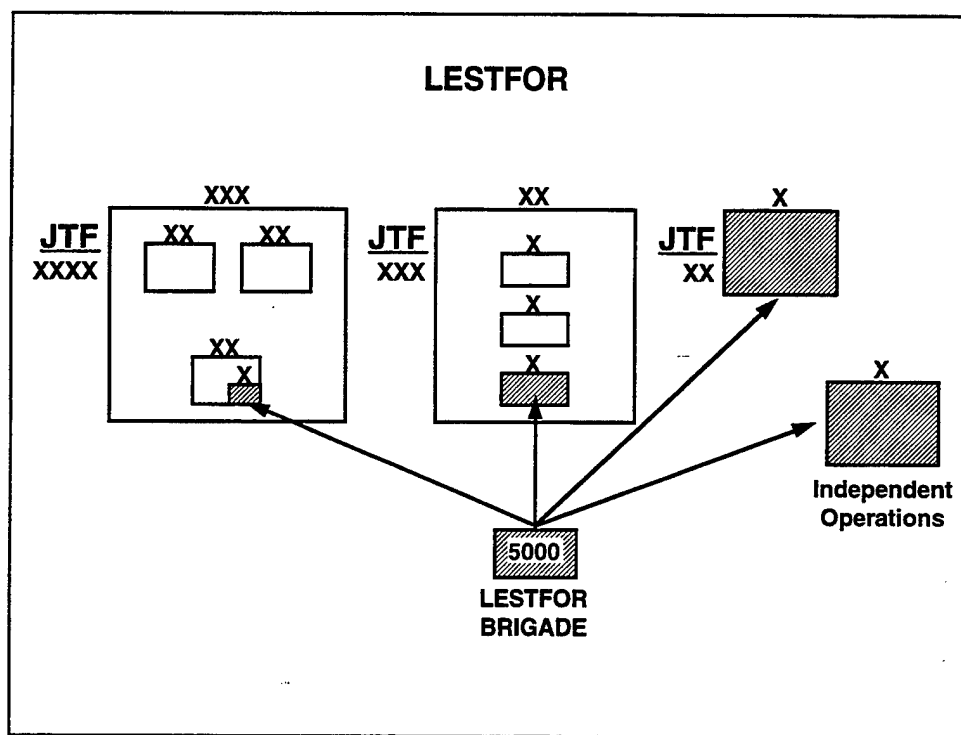 LESTFOR
XXX
JTF
XXXX
XX
XX
XX
X
XX
JTF
XXX
X
X
X
X
JTF
XX
X
Independent
Operations
5000
LESTFOR
BRIGADE